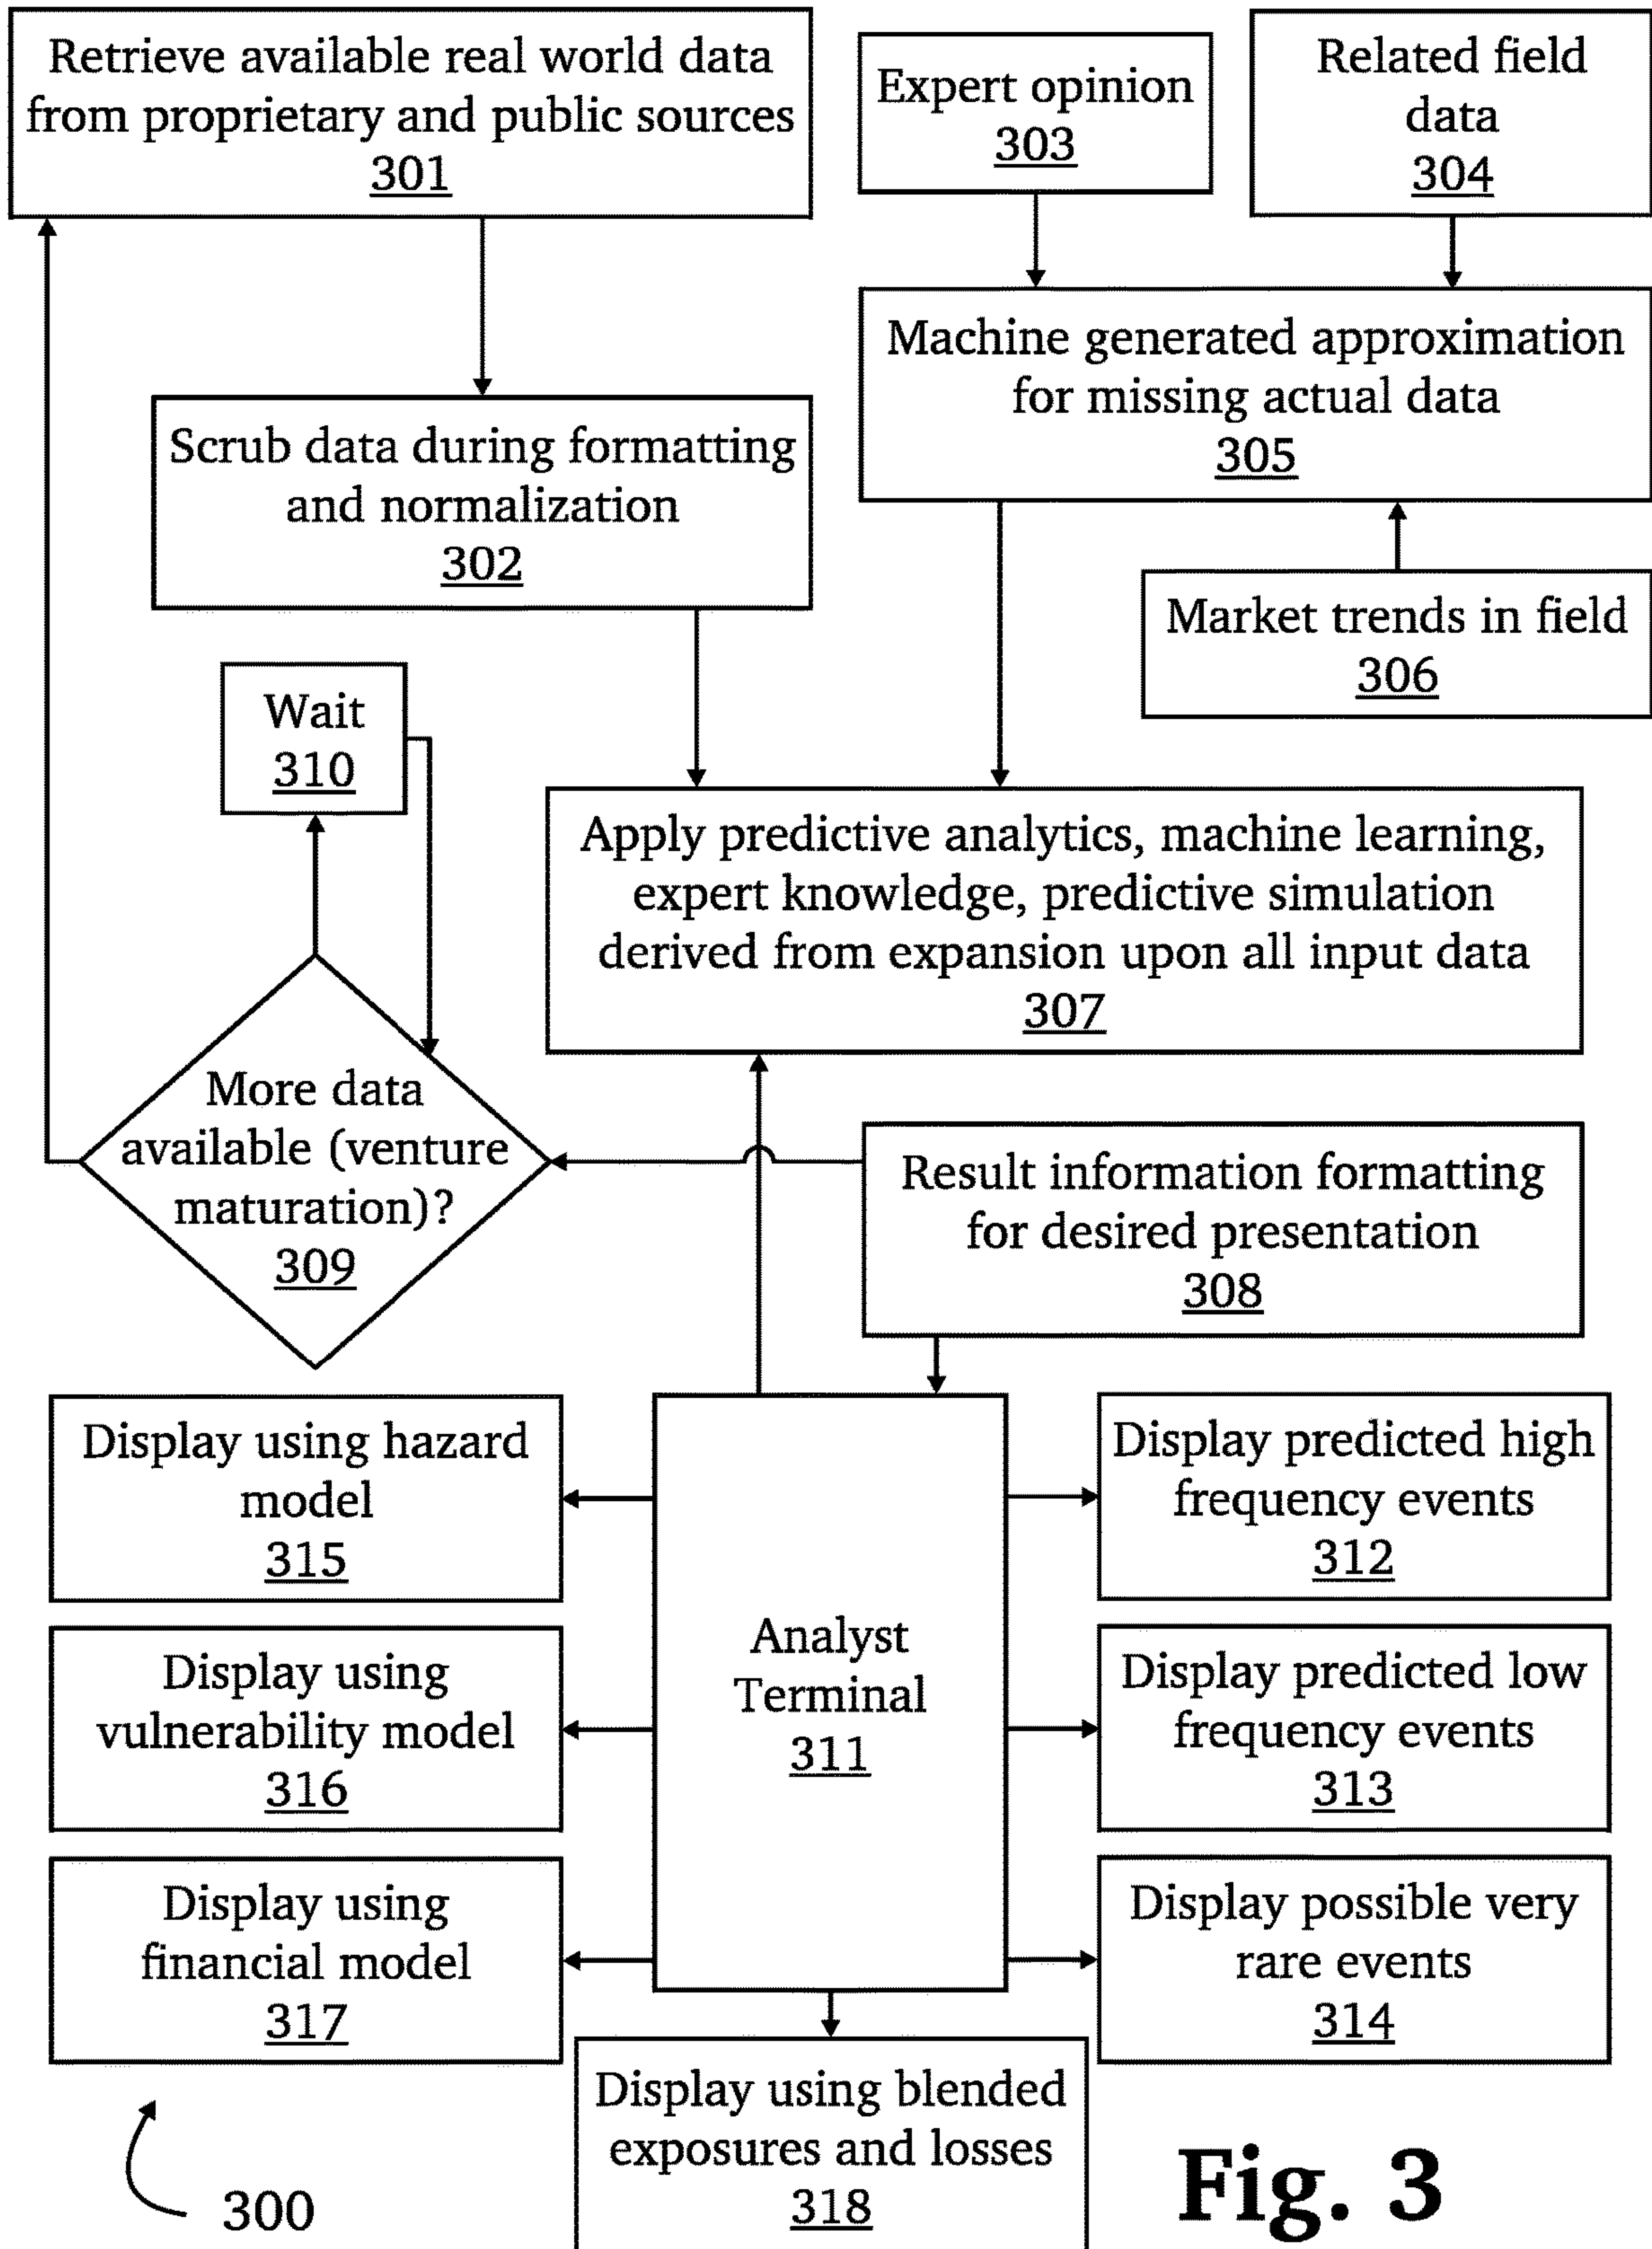 Retrieve available real world data
from proprietary and public sources
301
Expert opinion
303
Related field
data
304
Machine generated approximation
for missing actual data
305
Scrub data during formatting
and normalization
302
Market trends in field
306
Wait
310
Apply predictive analytics, machine learning,
expert knowledge, predictive simulation
derived from expansion upon all input data
307
More data
available (venture
maturation)?
309
Result information formatting
for desired presentation
308
Display using hazard
model
315
Analyst
Terminal
311
Display predicted high
frequency events
312
Display using
vulnerability model
316
Display predicted low
frequency events
313
Display using
financial model
317
Display possible very
rare events
314
Display using blended
exposures and losses
318
300
Fig. 3